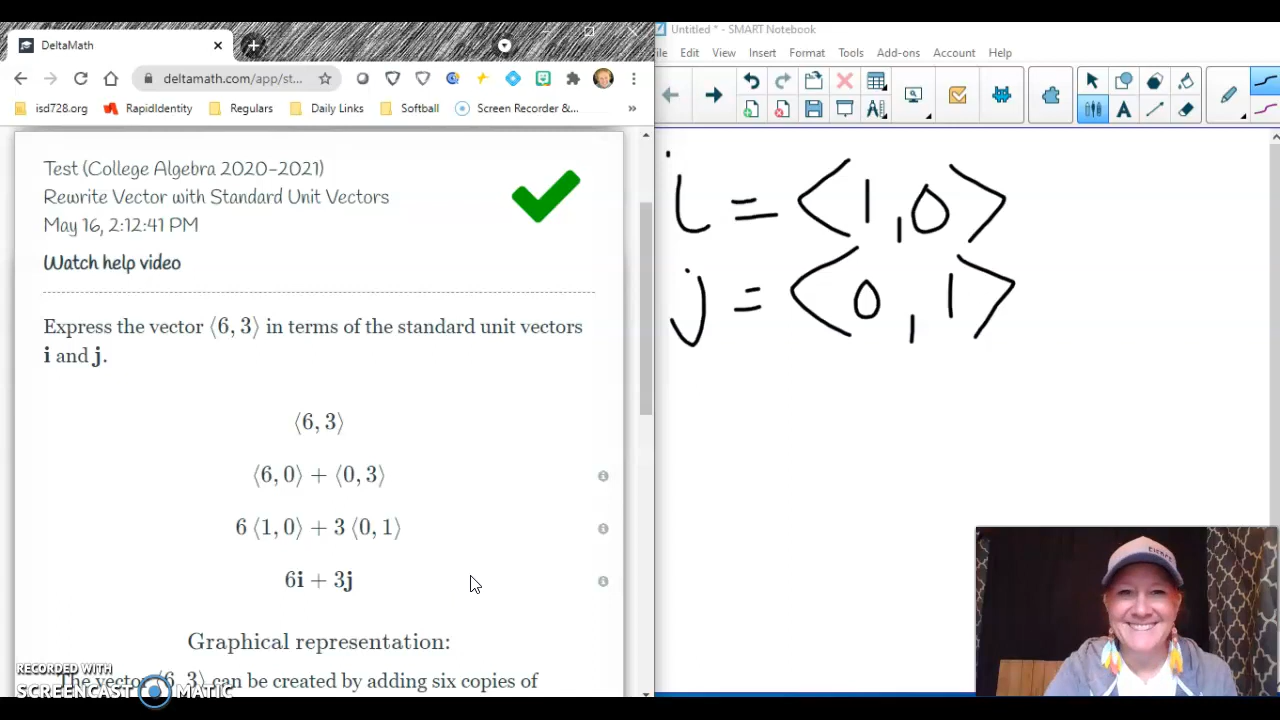 DeltaMath
deltamath.com/app/st...
isd728.org RapidIdentity Regulars Daily Links Softball Screen Recorder &... »
Test (College Algebra 2020-2021)
Rewrite Vector with Standard Unit Vectors
May 16, 2:12:41 PM
Watch help video
Express the vector ⟨6, 3⟩ in terms of the standard unit vectors
i and j.
⟨6, 3⟩
⟨6, 0⟩ + ⟨0, 3⟩
6 ⟨1, 0⟩ + 3 ⟨0, 1⟩
6i + 3j
Graphical representation:
The vector ⟨6, 3⟩ can be created by adding six copies of
RECORDED WITH
SCREENCAST MATIC
Untitled * - SMART Notebook
Edit View Insert Format Tools Add-ons Account Help
i = <1,0>
j = <0,1>